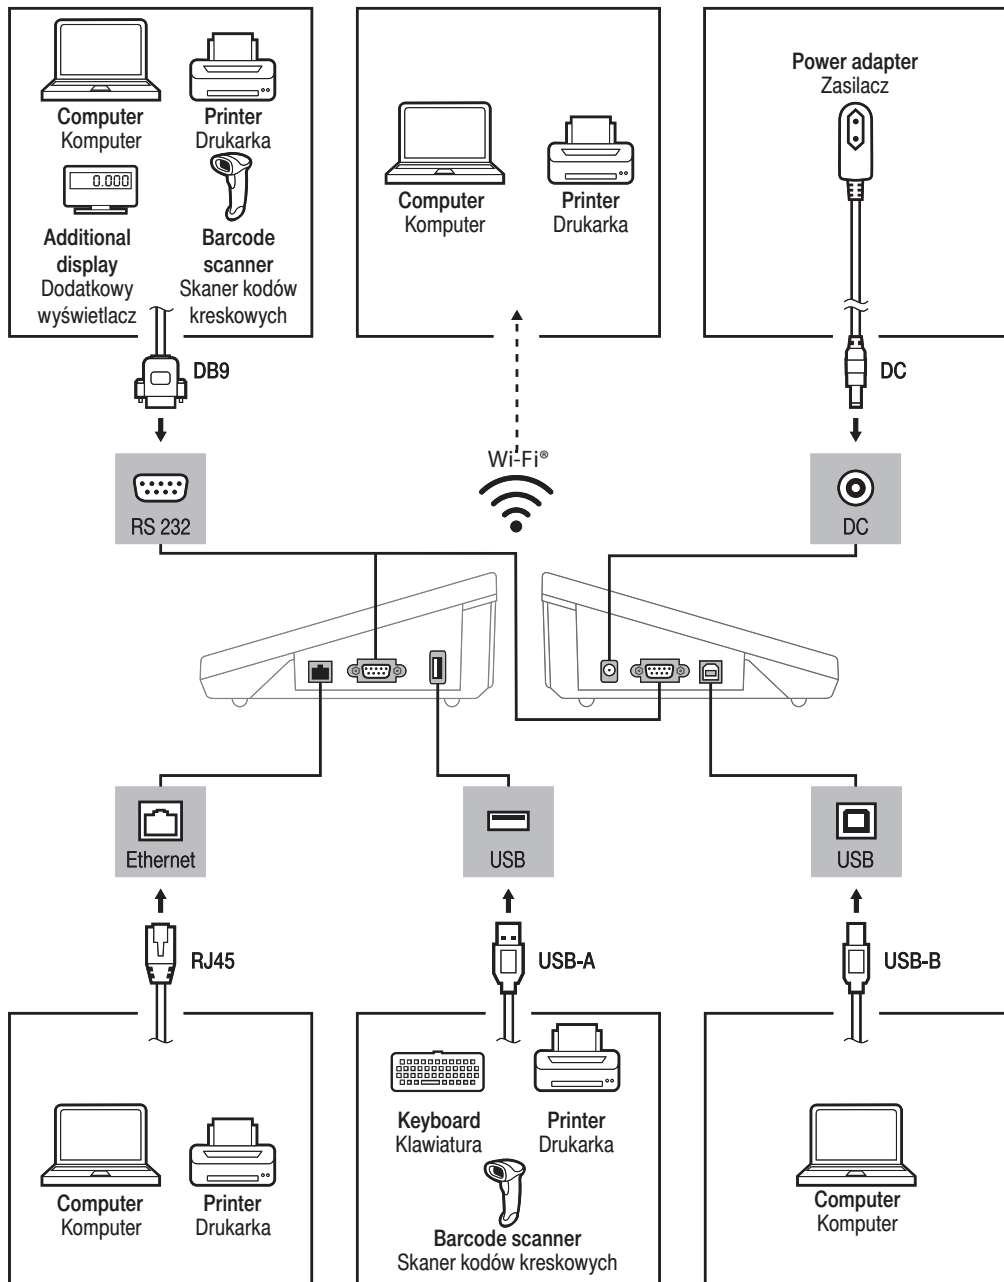 Computer
Komputer
Printer
Drukarka
0.000
Additional
display
Dodatkowy
wyświetlacz
Barcode
scanner
Skaner kodów
kreskowych
Computer
Komputer
Printer
Drukarka
Power adapter
Zasilacz
DB9
DC
Wi-Fi®
RS 232
DC
Ethernet
USB
USB
RJ45
USB-A
USB-B
Computer
Komputer
Printer
Drukarka
Keyboard
Klawiatura
Printer
Drukarka
Barcode scanner
Skaner kodów kreskowych
Computer
Komputer